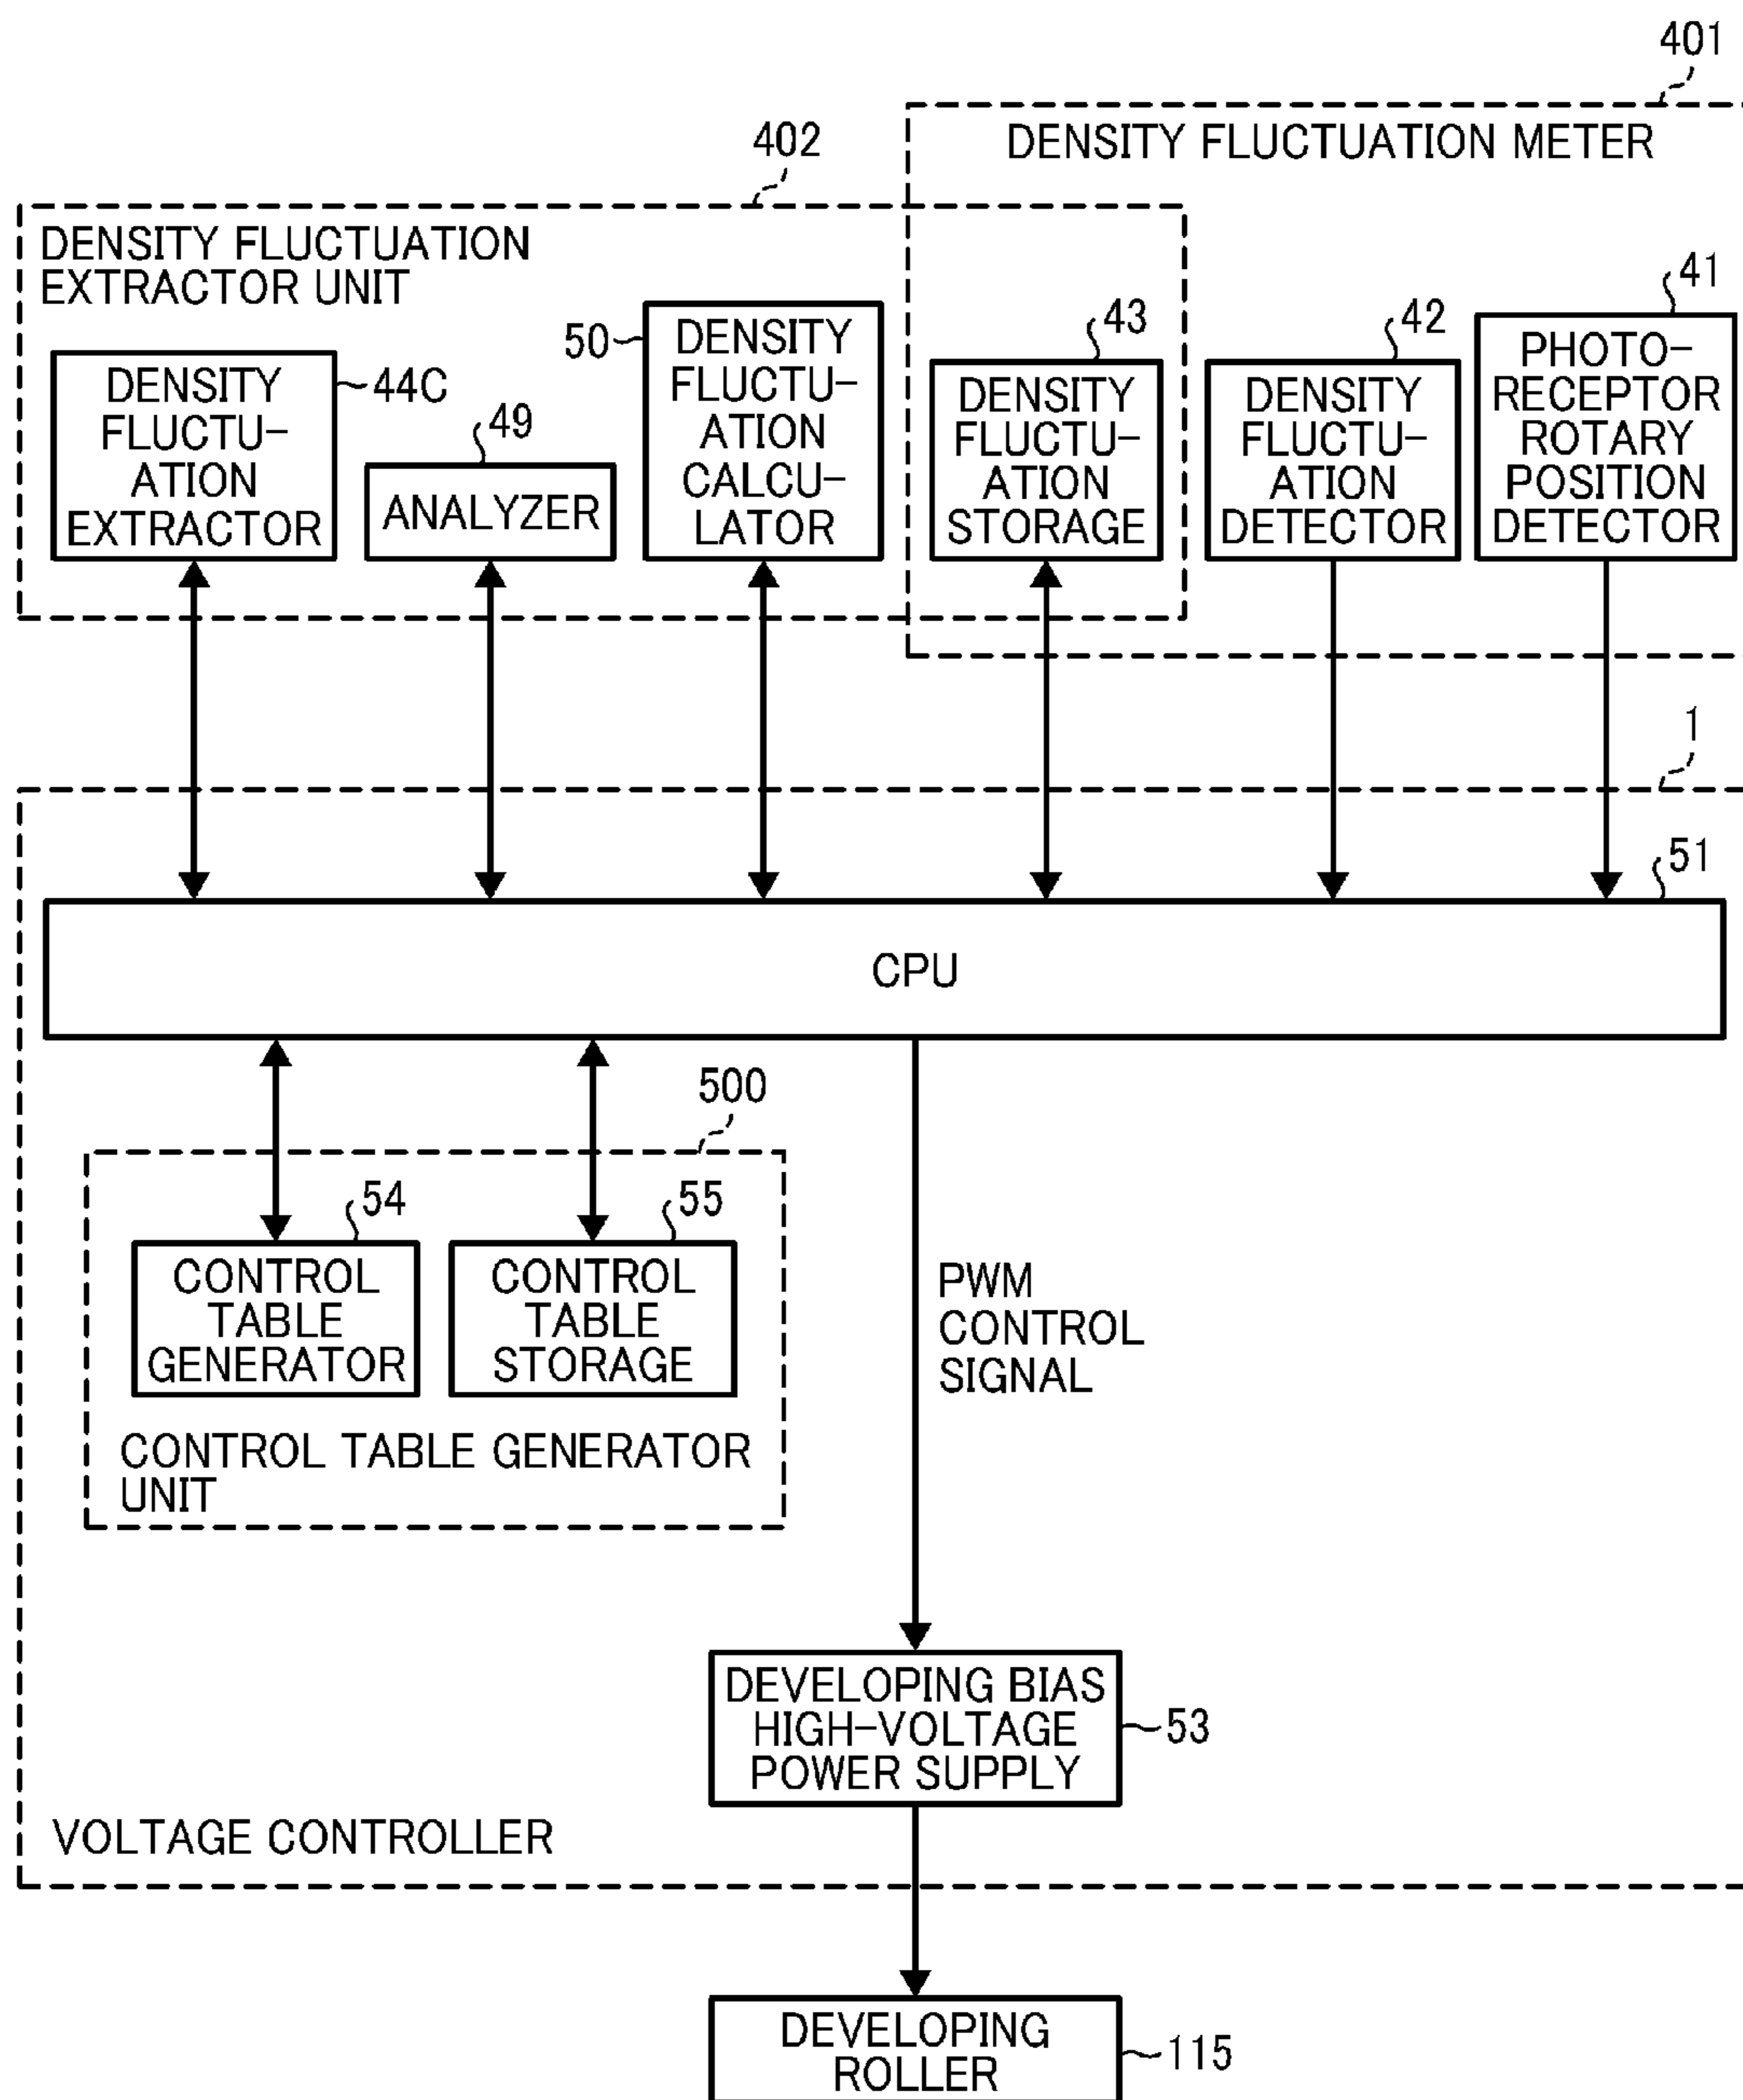 401
DENSITY FLUCTUATION METER
402
DENSITY FLUCTUATION
EXTRACTOR UNIT
DENSITY
FLUCTU-
ATION
EXTRACTOR
44C
ANALYZER
49
50
DENSITY
FLUCTU-
ATION
CALCU-
LATOR
43
DENSITY
FLUCTU-
ATION
STORAGE
42
DENSITY
FLUCTU-
ATION
DETECTOR
41
PHOTO-
RECEPTOR
ROTARY
POSITION
DETECTOR
1
51
CPU
500
54
CONTROL
TABLE
GENERATOR
55
CONTROL
TABLE
STORAGE
CONTROL TABLE GENERATOR
UNIT
PWM
CONTROL
SIGNAL
DEVELOPING BIAS
HIGH-VOLTAGE
POWER SUPPLY
53
VOLTAGE CONTROLLER
DEVELOPING
ROLLER
115